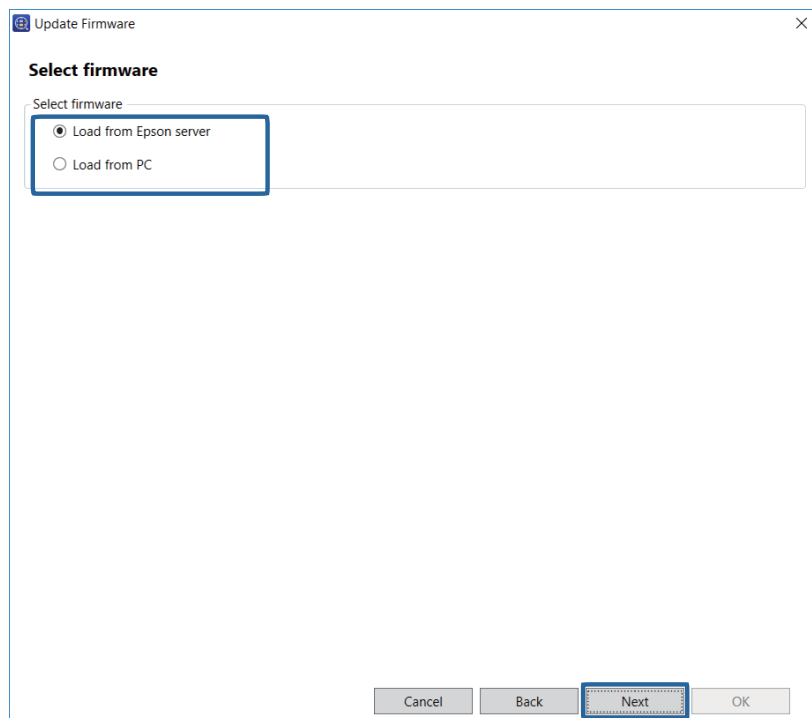 Update Firmware
Select firmware
Select firmware
Load from Epson server
Load from PC
Cancel Back Next OK